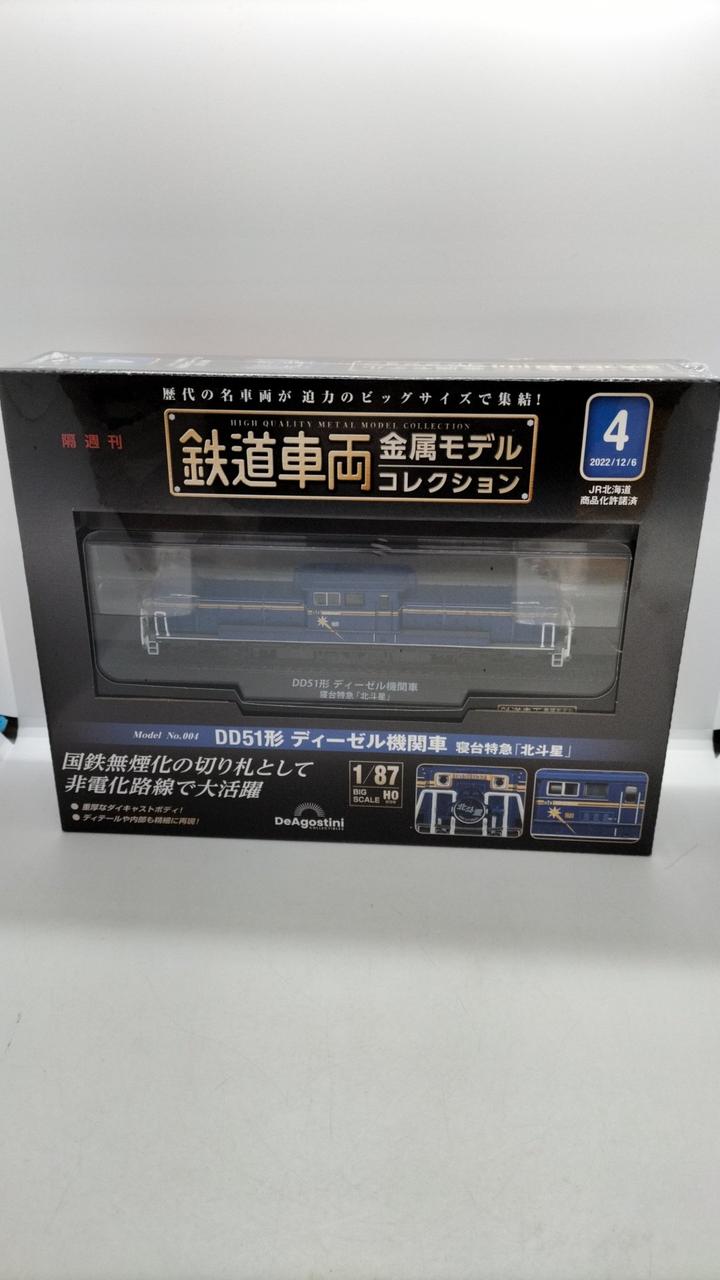 歴代の名車両が 迫力のビッグサイズで集結!
隔週刊
HIGH QUALITY METAL MODEL COLLECTION
鉄道車両 金属モデル
コレクション
4
2022/12/6
JR北海道
商品化許諾済
DD51形 ディーゼル機関車
寝台特急「北斗星」
Model No.004 DD51形 ディーゼル機関車 寝台特急「北斗星」
国鉄無煙化の切り札として
非電化路線で大活躍
● 重厚なダイキャストボディ!
● ディテールや内部も精細に再現!
DeAgostini
COLLECTIBLES
1/87
BIG SCALE HO
北斗星